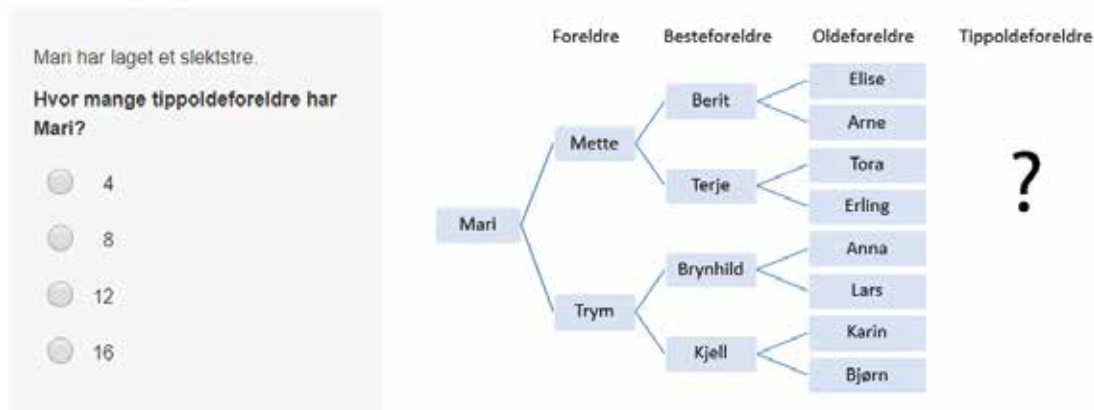 Mari har laget et slektstre.
Hvor mange tippoldeforeldre har
Mari?
4
8
12
16
Foreldre Besteforeldre Oldeforeldre Tippoldeforeldre
Elise
Berit
Arne
Mette
Tora
Terje
Erling
Mari
?
Anna
Brynhild
Lars
Trym
Karin
Kjell
Bjørn